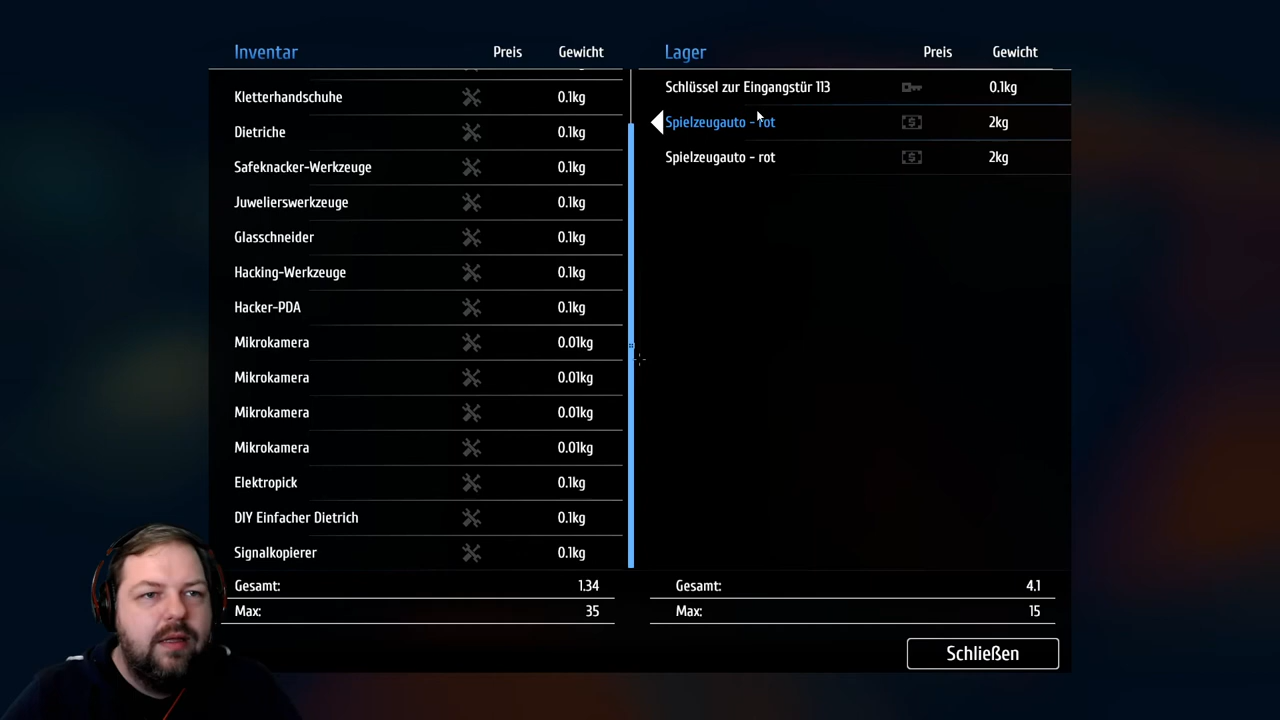 Inventar Preis Gewicht
Kletterhandschuhe 0.1kg
Dietriche 0.1kg
Safeknacker-Werkzeuge 0.1kg
Juwelierswerkzeuge 0.1kg
Glasschneider 0.1kg
Hacking-Werkzeuge 0.1kg
Hacker-PDA 0.1kg
Mikrokamera 0.01kg
Mikrokamera 0.01kg
Mikrokamera 0.01kg
Mikrokamera 0.01kg
Elektropick 0.1kg
DIY Einfacher Dietrich 0.1kg
Signalkopierer 0.1kg
Gesamt: 1.34
Max: 35
Lager Preis Gewicht
Schlüssel zur Eingangstür 113 0.1kg
Spielzeugauto - rot 2kg
Spielzeugauto - rot 2kg
Gesamt: 4.1
Max: 15
Schließen